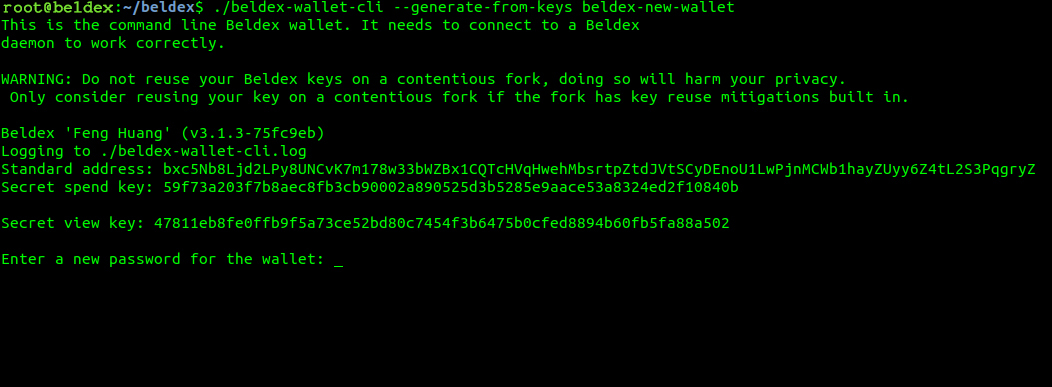 root@beldex:~/beldex$ ./beldex-wallet-cli --generate-from-keys beldex-new-wallet
This is the command line Beldex wallet. It needs to connect to a Beldex
daemon to work correctly.
WARNING: Do not reuse your Beldex keys on a contentious fork, doing so will harm your privacy.
Only consider reusing your key on a contentious fork if the fork has key reuse mitigations built in.
Beldex 'Feng Huang' (v3.1.3-75fc9eb)
Logging to ./beldex-wallet-cli.log
Standard address: bxc5Nb8Ljd2LPy8UNCvK7m178w33bWZBx1CQTcHVqHwehMbsrtpZtdJVtSCyDEnoU1LwPjnMCWb1hayZUyy6Z4tL2S3PqgryZ
Secret spend key: 59f73a203f7b8aec8fb3cb90002a890525d3b5285e9aace53a8324ed2f10840b
Secret view key: 47811eb8fe0ffb9f5a73ce52bd80c7454f3b6475b0cfed8894b60fb5fa88a502
Enter a new password for the wallet: _